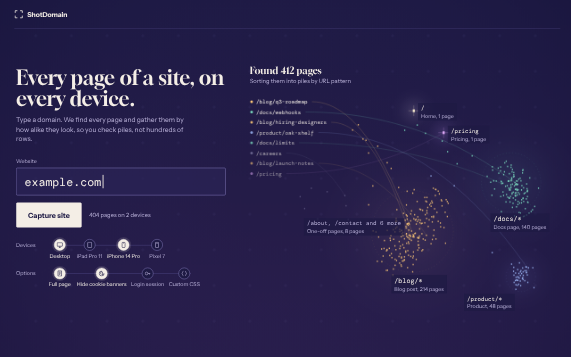 ShotDomain
Every page of a site, on
every device.
Type a domain. We find every page and gather them by
how alike they look, so you check piles, not hundreds of
rows.
Website
example.com
Capture site
404 pages on 2 devices
Devices
Desktop
iPad Pro 11
iPhone 14 Pro
Pixel 7
Options
Full page
Hide cookie banners
Login session
Custom CSS
Found 412 pages
Sorting them into piles by URL pattern
/blog/q3-roadmap
/docs/webhooks
/blog/hiring-designers
/product/oak-shelf
/docs/limits
/careers
/blog/launch-notes
/pricing
/
Home, 1 page
/pricing
Pricing, 1 page
/docs/*
Docs page, 140 pages
/about, /contact and 6 more
One-off pages, 8 pages
/blog/*
Blog post, 214 pages
/product/*
Product, 48 pages